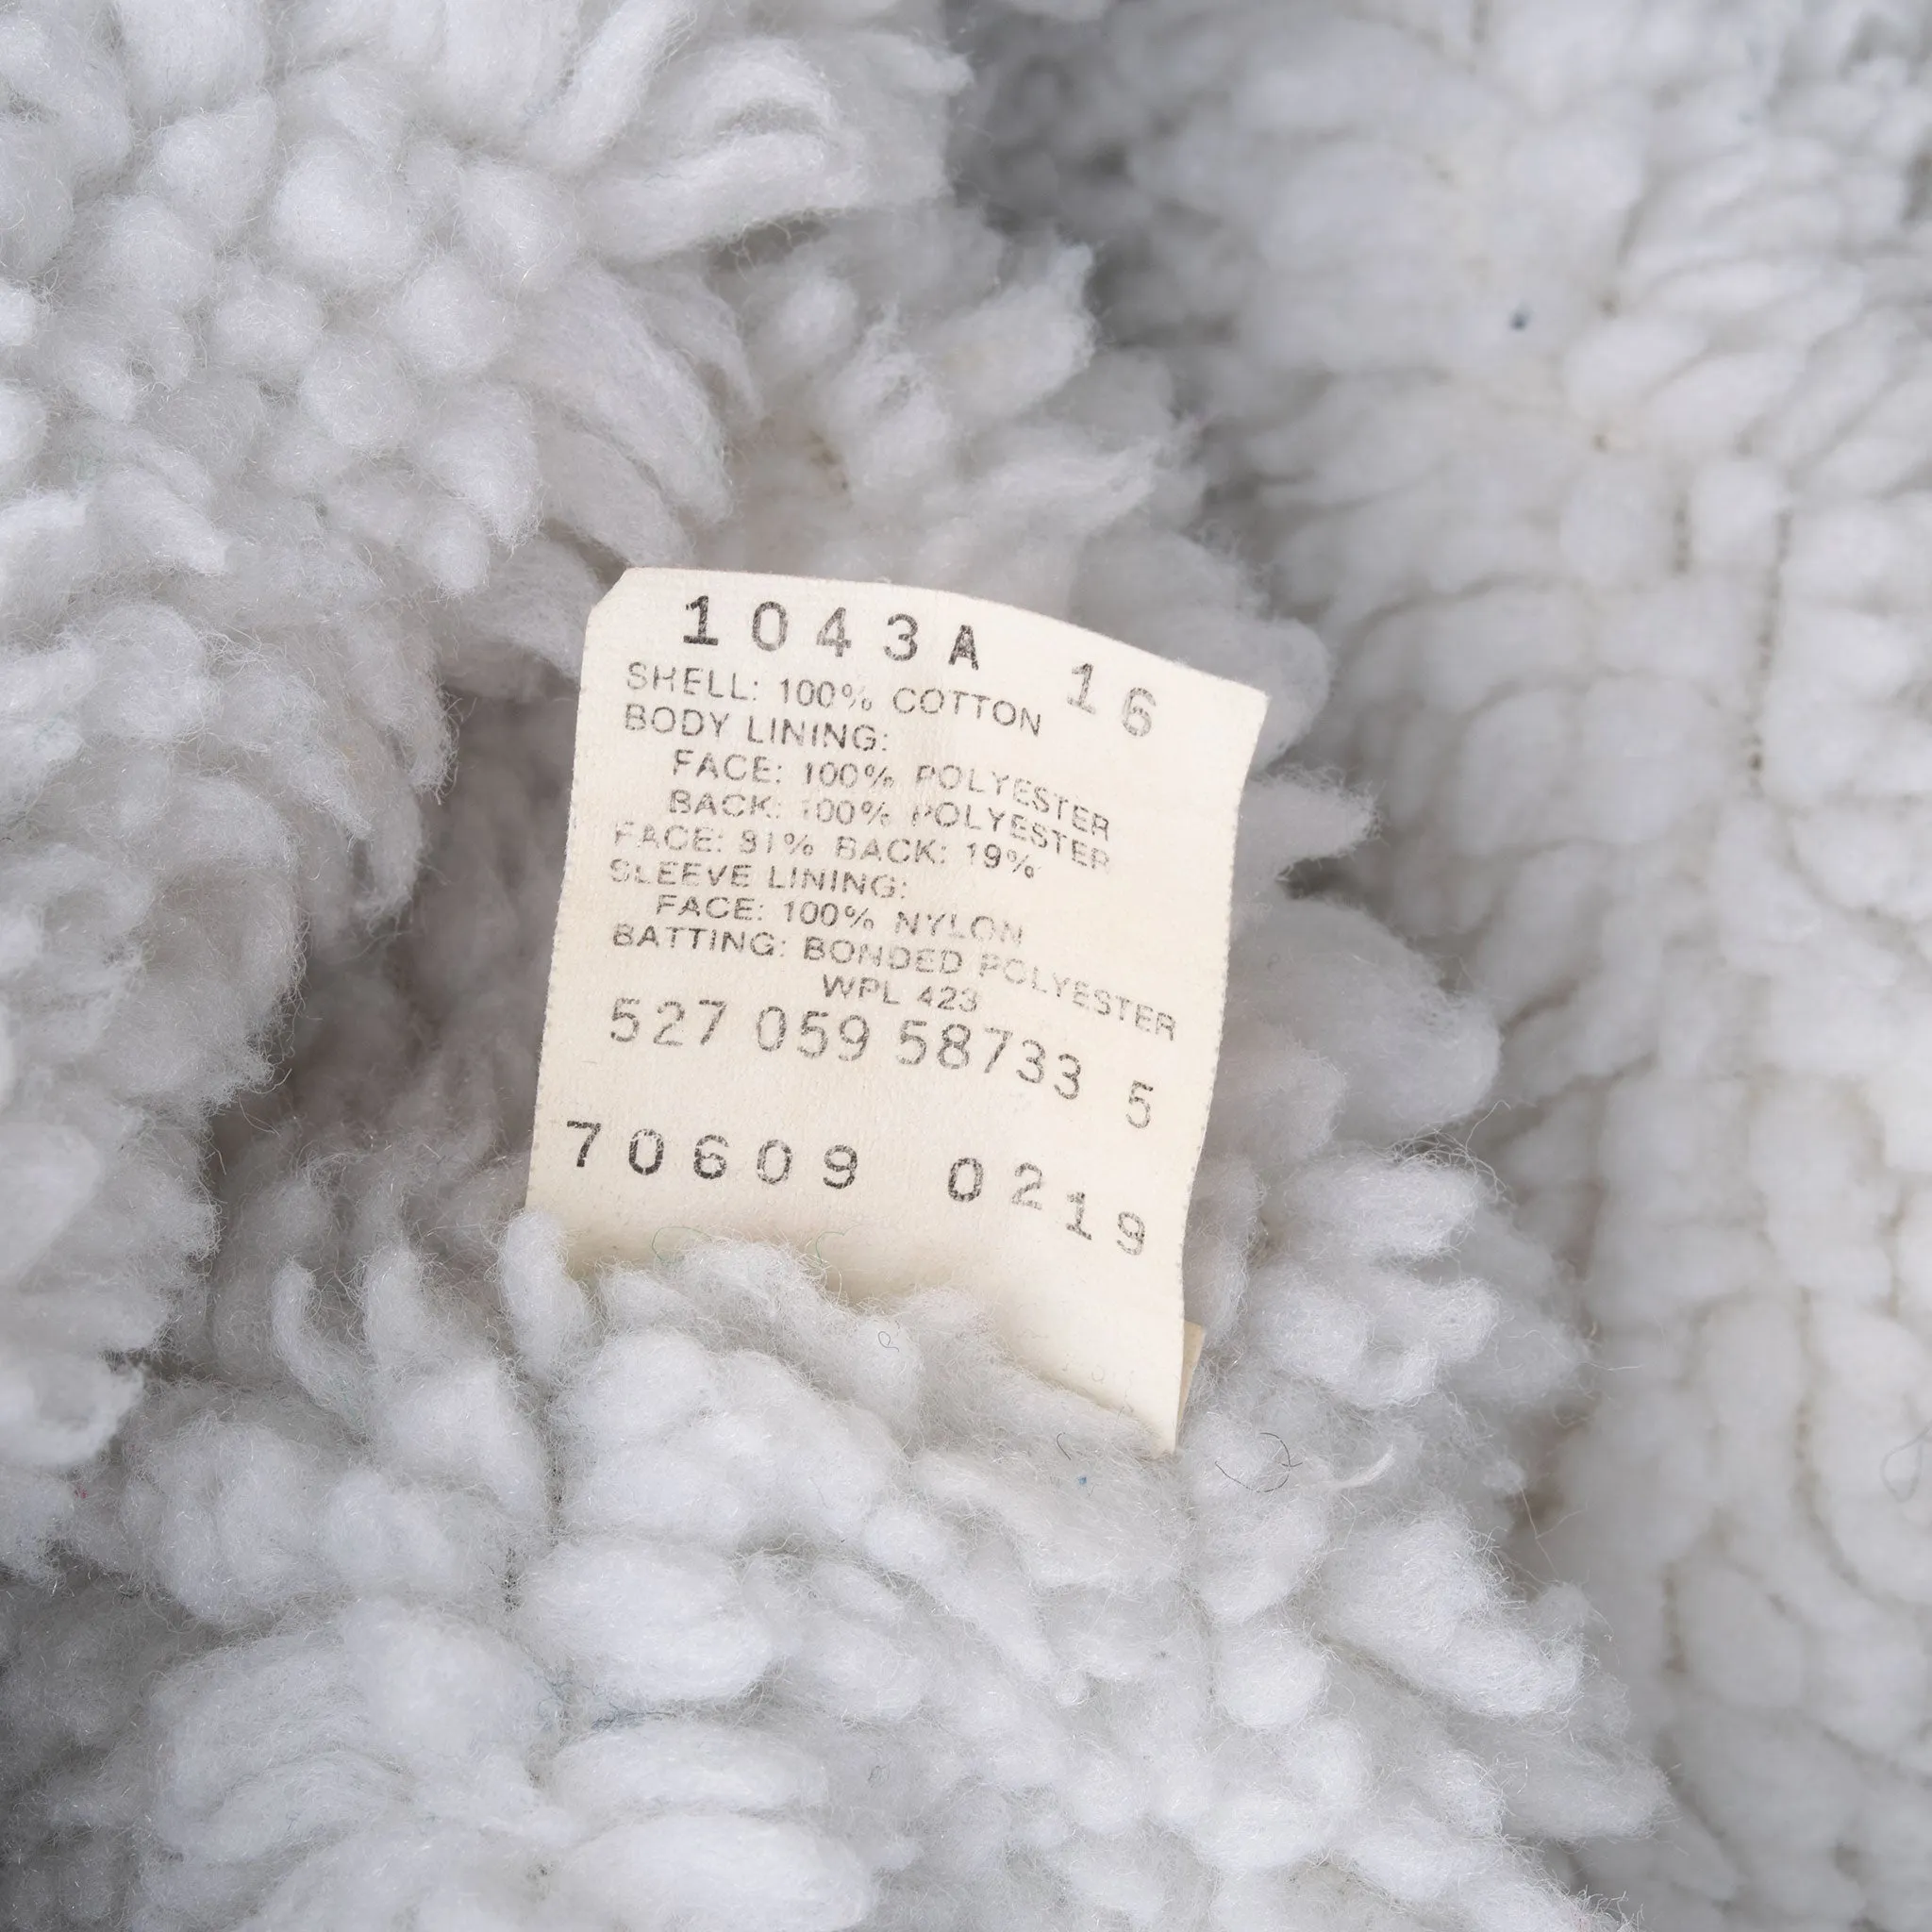 1043A 16
SHELL: 100% COTTON
BODY LINING:
FACE: 100% POLYESTER
BACK: 100% POLYESTER
FACE: 81% BACK: 19%
SLEEVE LINING:
FACE: 100% NYLON
BATTING: BONDED POLYESTER
WPL 423
527 059 58733 5
70609 0219